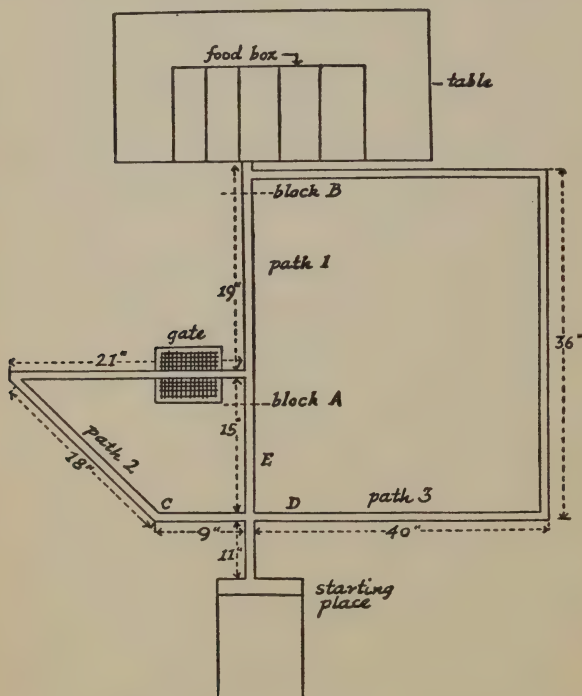 food box
table
block B
path 1
19"
gate
21"
36"
block A
15"
path 2
18"
E
C
D
path 3
9"
40"
11"
starting
place